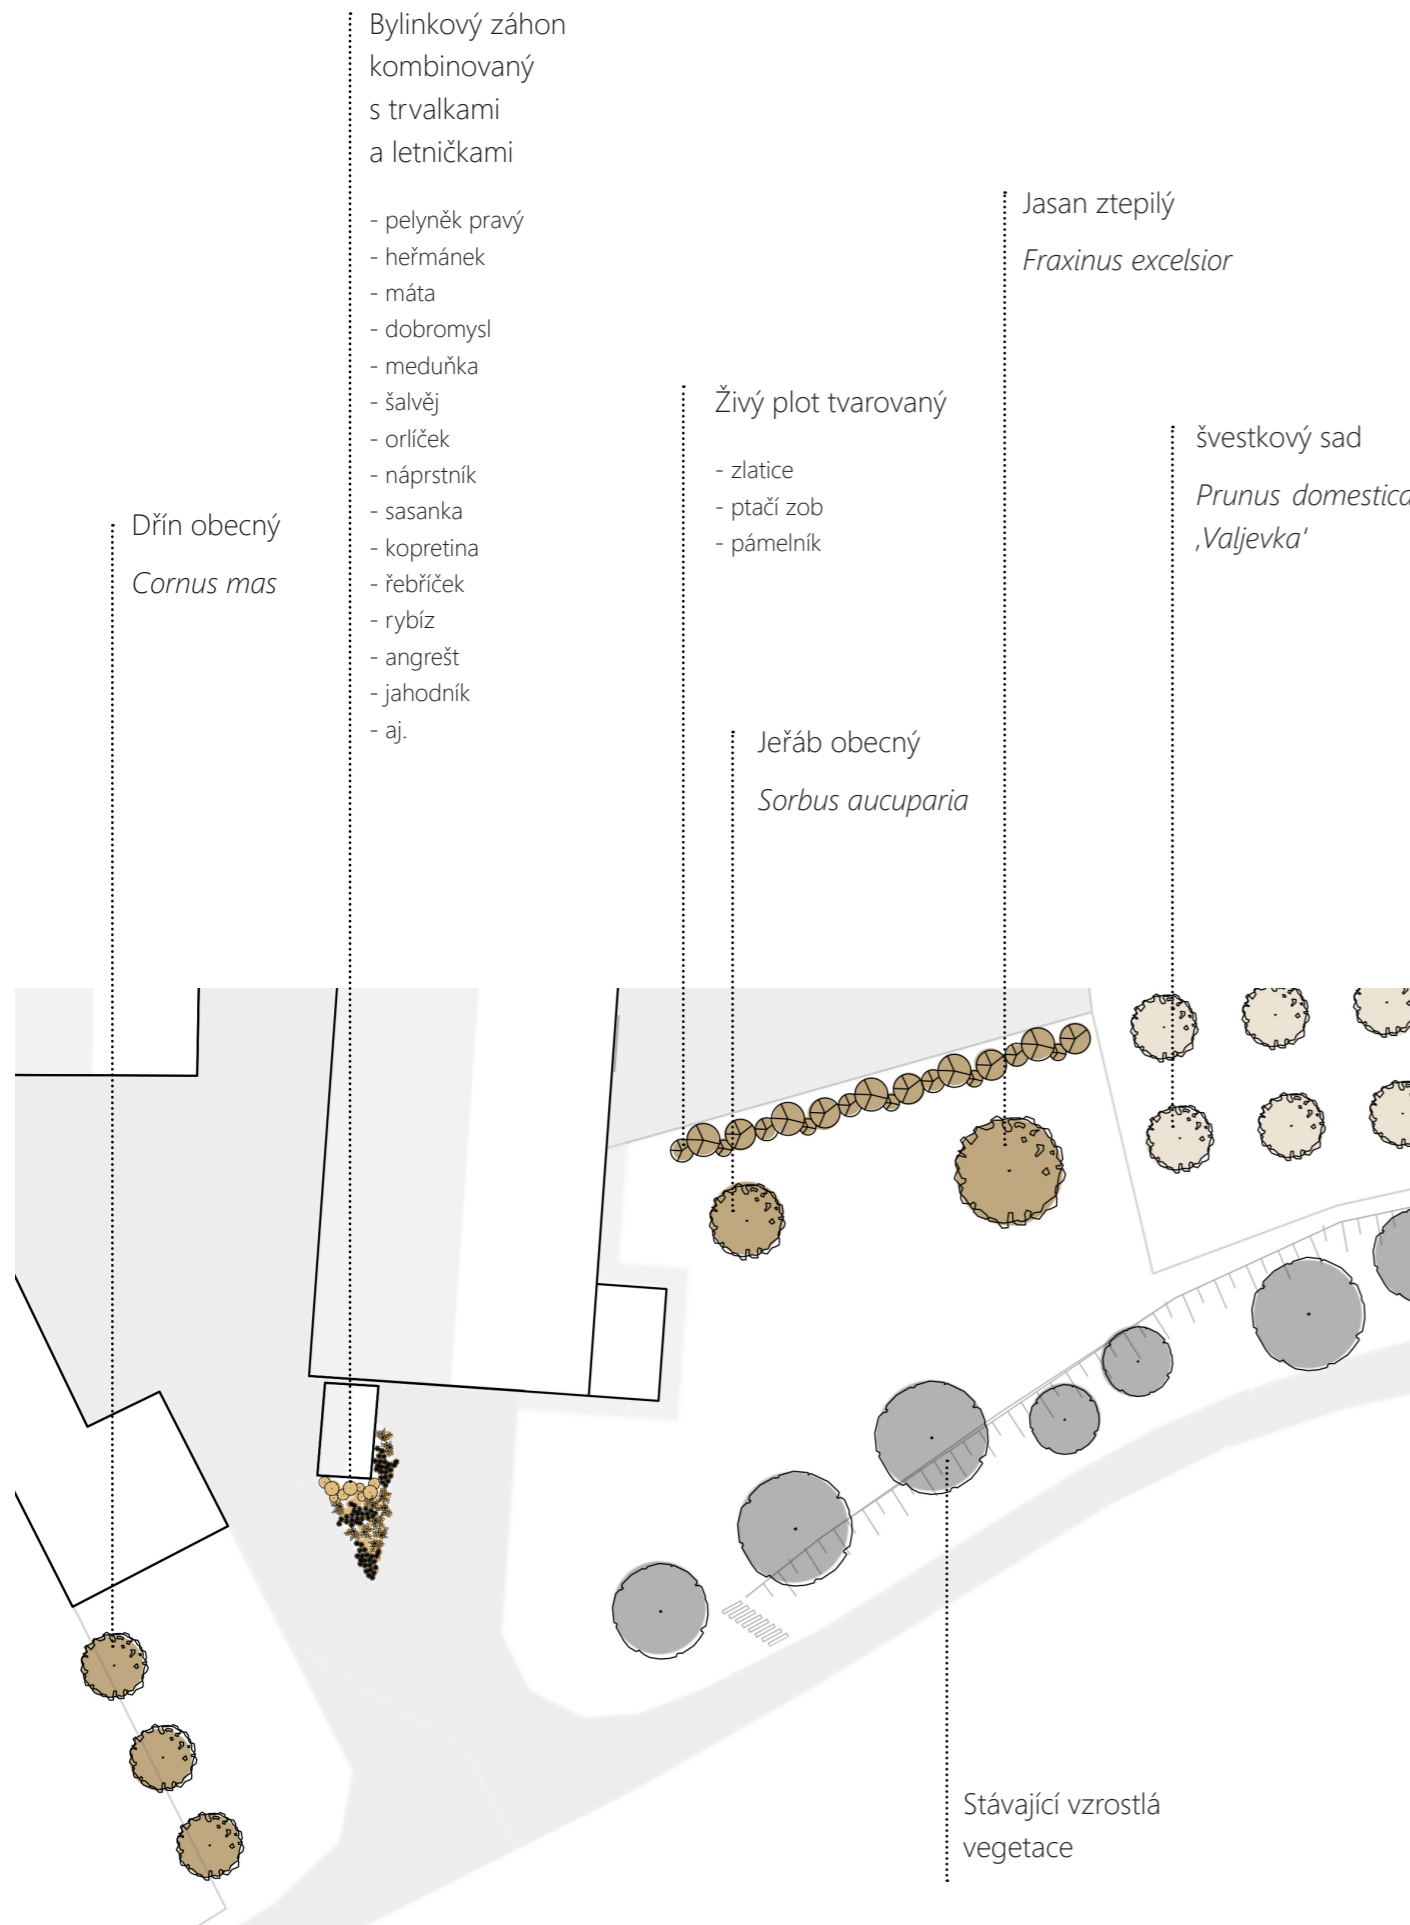 Bylinkový záhon
kombinovaný
s trvalkami
a letničkami
- pelyněk pravý
- heřmánek
- máta
- dobromysl
- meduňka
- šalvěj
- orlíček
- náprstník
- sasanka
- kopretina
- řebříček
- rybíz
- angrešt
- jahodník
- aj.
Dřín obecný
Cornus mas
Živý plot tvarovaný
- zlatice
- ptačí zob
- pámelník
Jeřáb obecný
Sorbus aucuparia
Jasan ztepilý
Fraxinus excelsior
švestkový sad
Prunus domestica
‚Valjevka‘
Stávající vzrostlá
vegetace